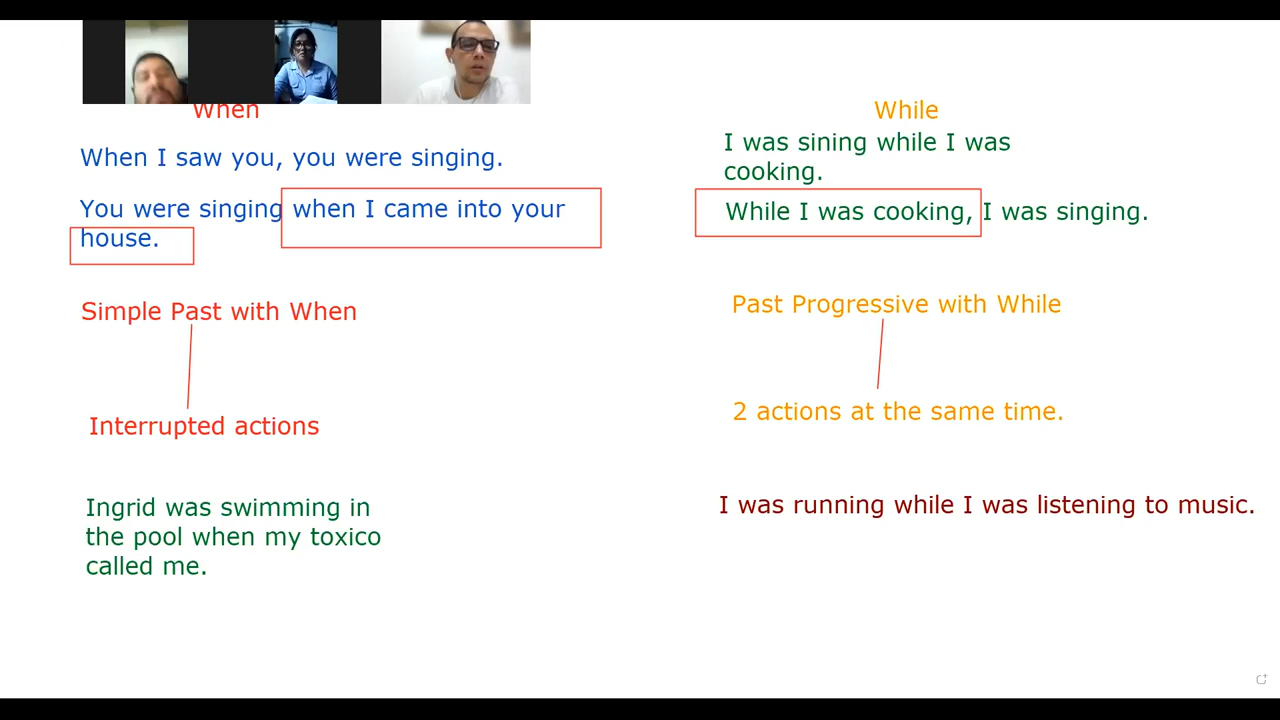 When
When I saw you, you were singing.
You were singing when I came into your
house.
Simple Past with When
Interrupted actions
Ingrid was swimming in
the pool when my toxico
called me.
While
I was sining while I was
cooking.
While I was cooking, I was singing.
Past Progressive with While
2 actions at the same time.
I was running while I was listening to music.